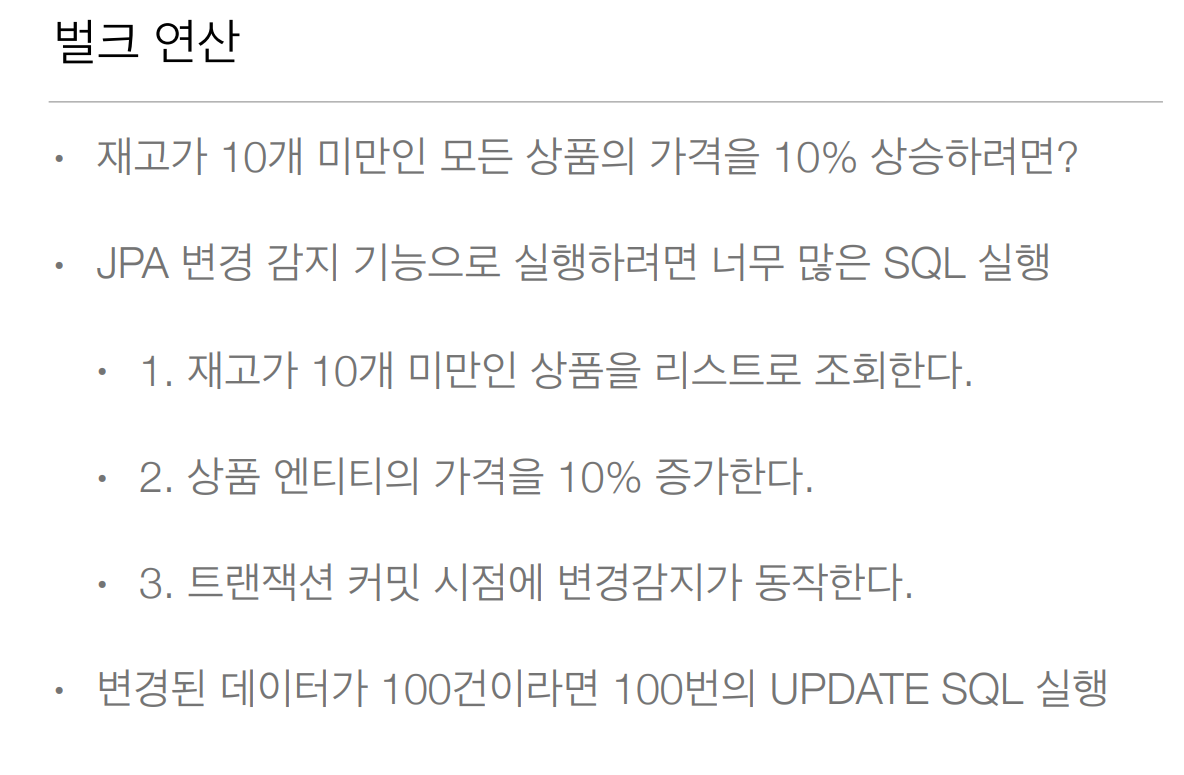 벌크 연산
• 재고가 10개 미만인 모든 상품의 가격을 10% 상승하려면?
• JPA 변경 감지 기능으로 실행하려면 너무 많은 SQL 실행
• 1. 재고가 10개 미만인 상품을 리스트로 조회한다.
• 2. 상품 엔티티의 가격을 10% 증가한다.
• 3. 트랜잭션 커밋 시점에 변경감지가 동작한다.
• 변경된 데이터가 100건이라면 100번의 UPDATE SQL 실행